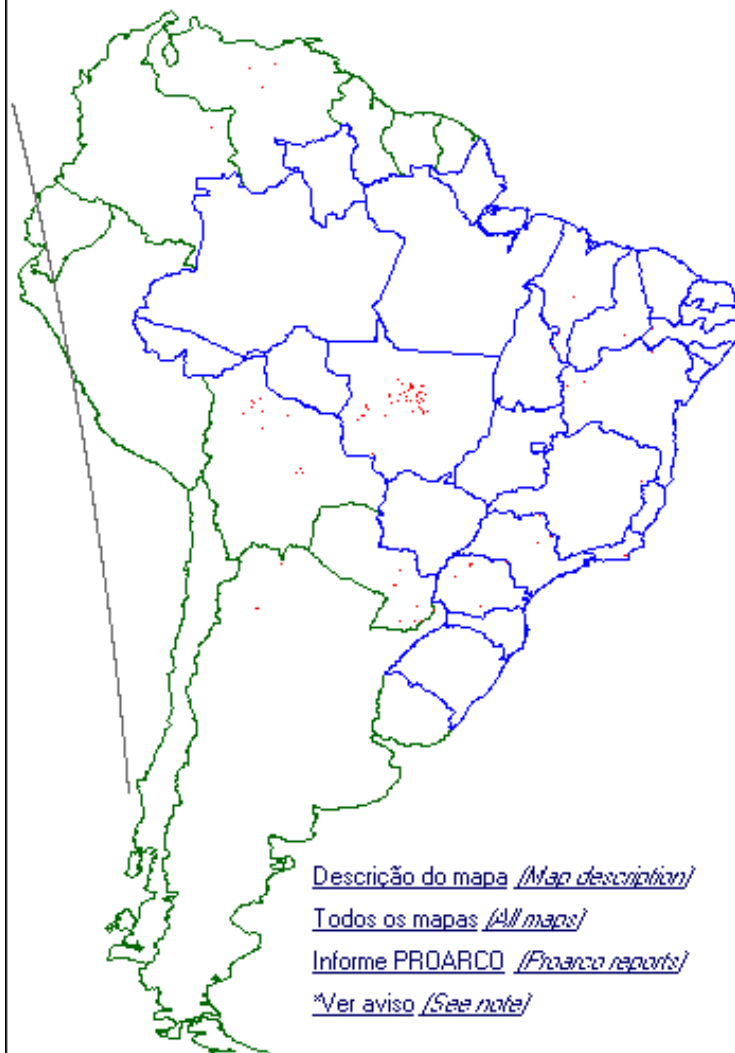 Descrição do mapa (Map description)
Todos os mapas (All maps)
Informe PROARCO (Proarco reports)
*Ver aviso (See note)